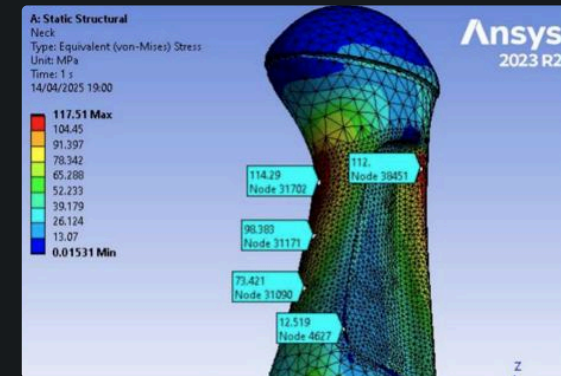 A: Static Structural
Neck
Type: Equivalent (von-Mises) Stress
Unit: MPa
Time: 1 s
14/04/2025 19:00
117.51 Max
104.45
91.397
78.342
65.288
52.233
39.179
26.124
13.07
0.01531 Min
Ansys
2023 R2
114.29
Node 31702
112.
Node 38451
98.383
Node 31171
73.421
Node 31090
12.519
Node 4627
Z